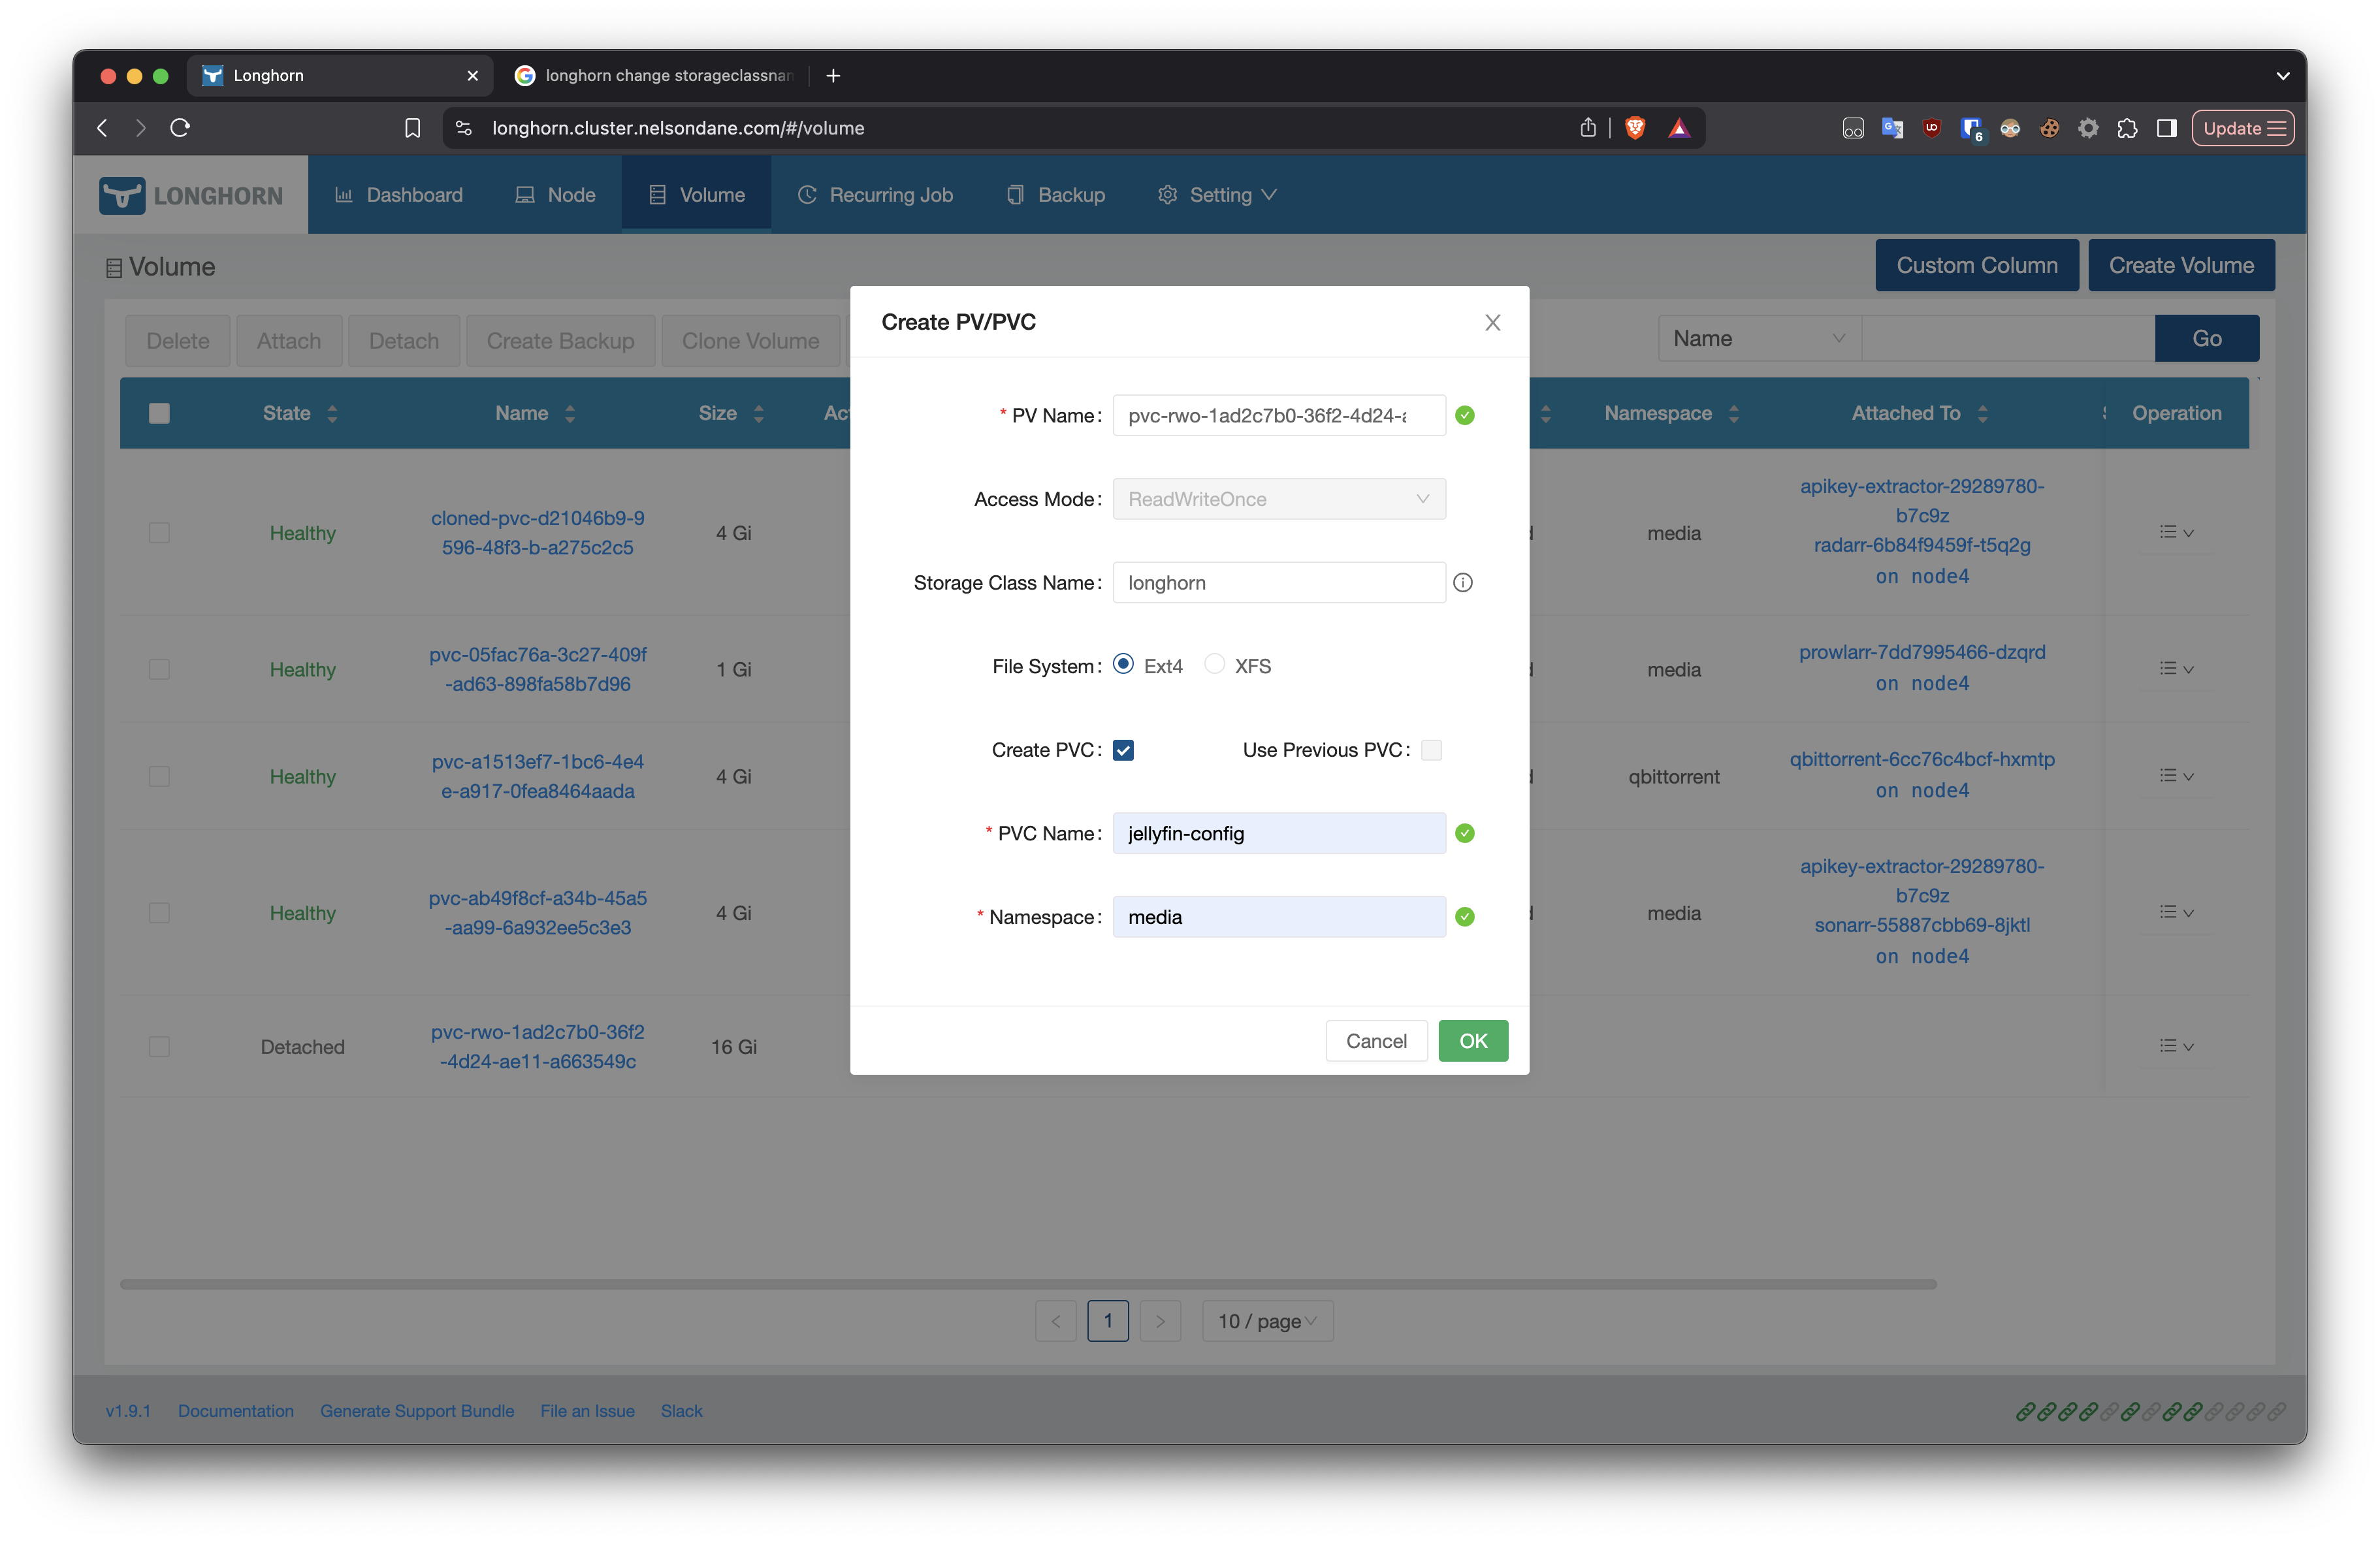 Longhorn
longhorn change storageclassnam
longhorn.cluster.nelsondane.com/#/volume
6
Update
LONGHORN
Dashboard
Node
Volume
Recurring Job
Backup
Setting
Volume
Custom Column
Create Volume
Delete
Attach
Detach
Create Backup
Clone Volume
Name
Go
State
Name
Size
Namespace
Attached To
Operation
Healthy
cloned-pvc-d21046b9-9
596-48f3-b-a275c2c5
4 Gi
media
apikey-extractor-29289780-
b7c9z
radarr-6b84f9459f-t5q2g
on node4
Healthy
pvc-05fac76a-3c27-409f
-ad63-898fa58b7d96
1 Gi
media
prowlarr-7dd7995466-dzqrd
on node4
Healthy
pvc-a1513ef7-1bc6-4e4
e-a917-0fea8464aada
4 Gi
qbittorrent
qbittorrent-6cc76c4bcf-hxmtp
on node4
Healthy
pvc-ab49f8cf-a34b-45a5
-aa99-6a932ee5c3e3
4 Gi
media
apikey-extractor-29289780-
b7c9z
sonarr-55887cbb69-8jktl
on node4
Detached
pvc-rwo-1ad2c7b0-36f2
-4d24-ae11-a663549c
16 Gi
Create PV/PVC
* PV Name: pvc-rwo-1ad2c7b0-36f2-4d24-a
Access Mode: ReadWriteOnce
Storage Class Name: longhorn
File System: Ext4 XFS
Create PVC: Use Previous PVC:
* PVC Name: jellyfin-config
* Namespace: media
Cancel
OK
1
10 / page
v1.9.1
Documentation
Generate Support Bundle
File an Issue
Slack